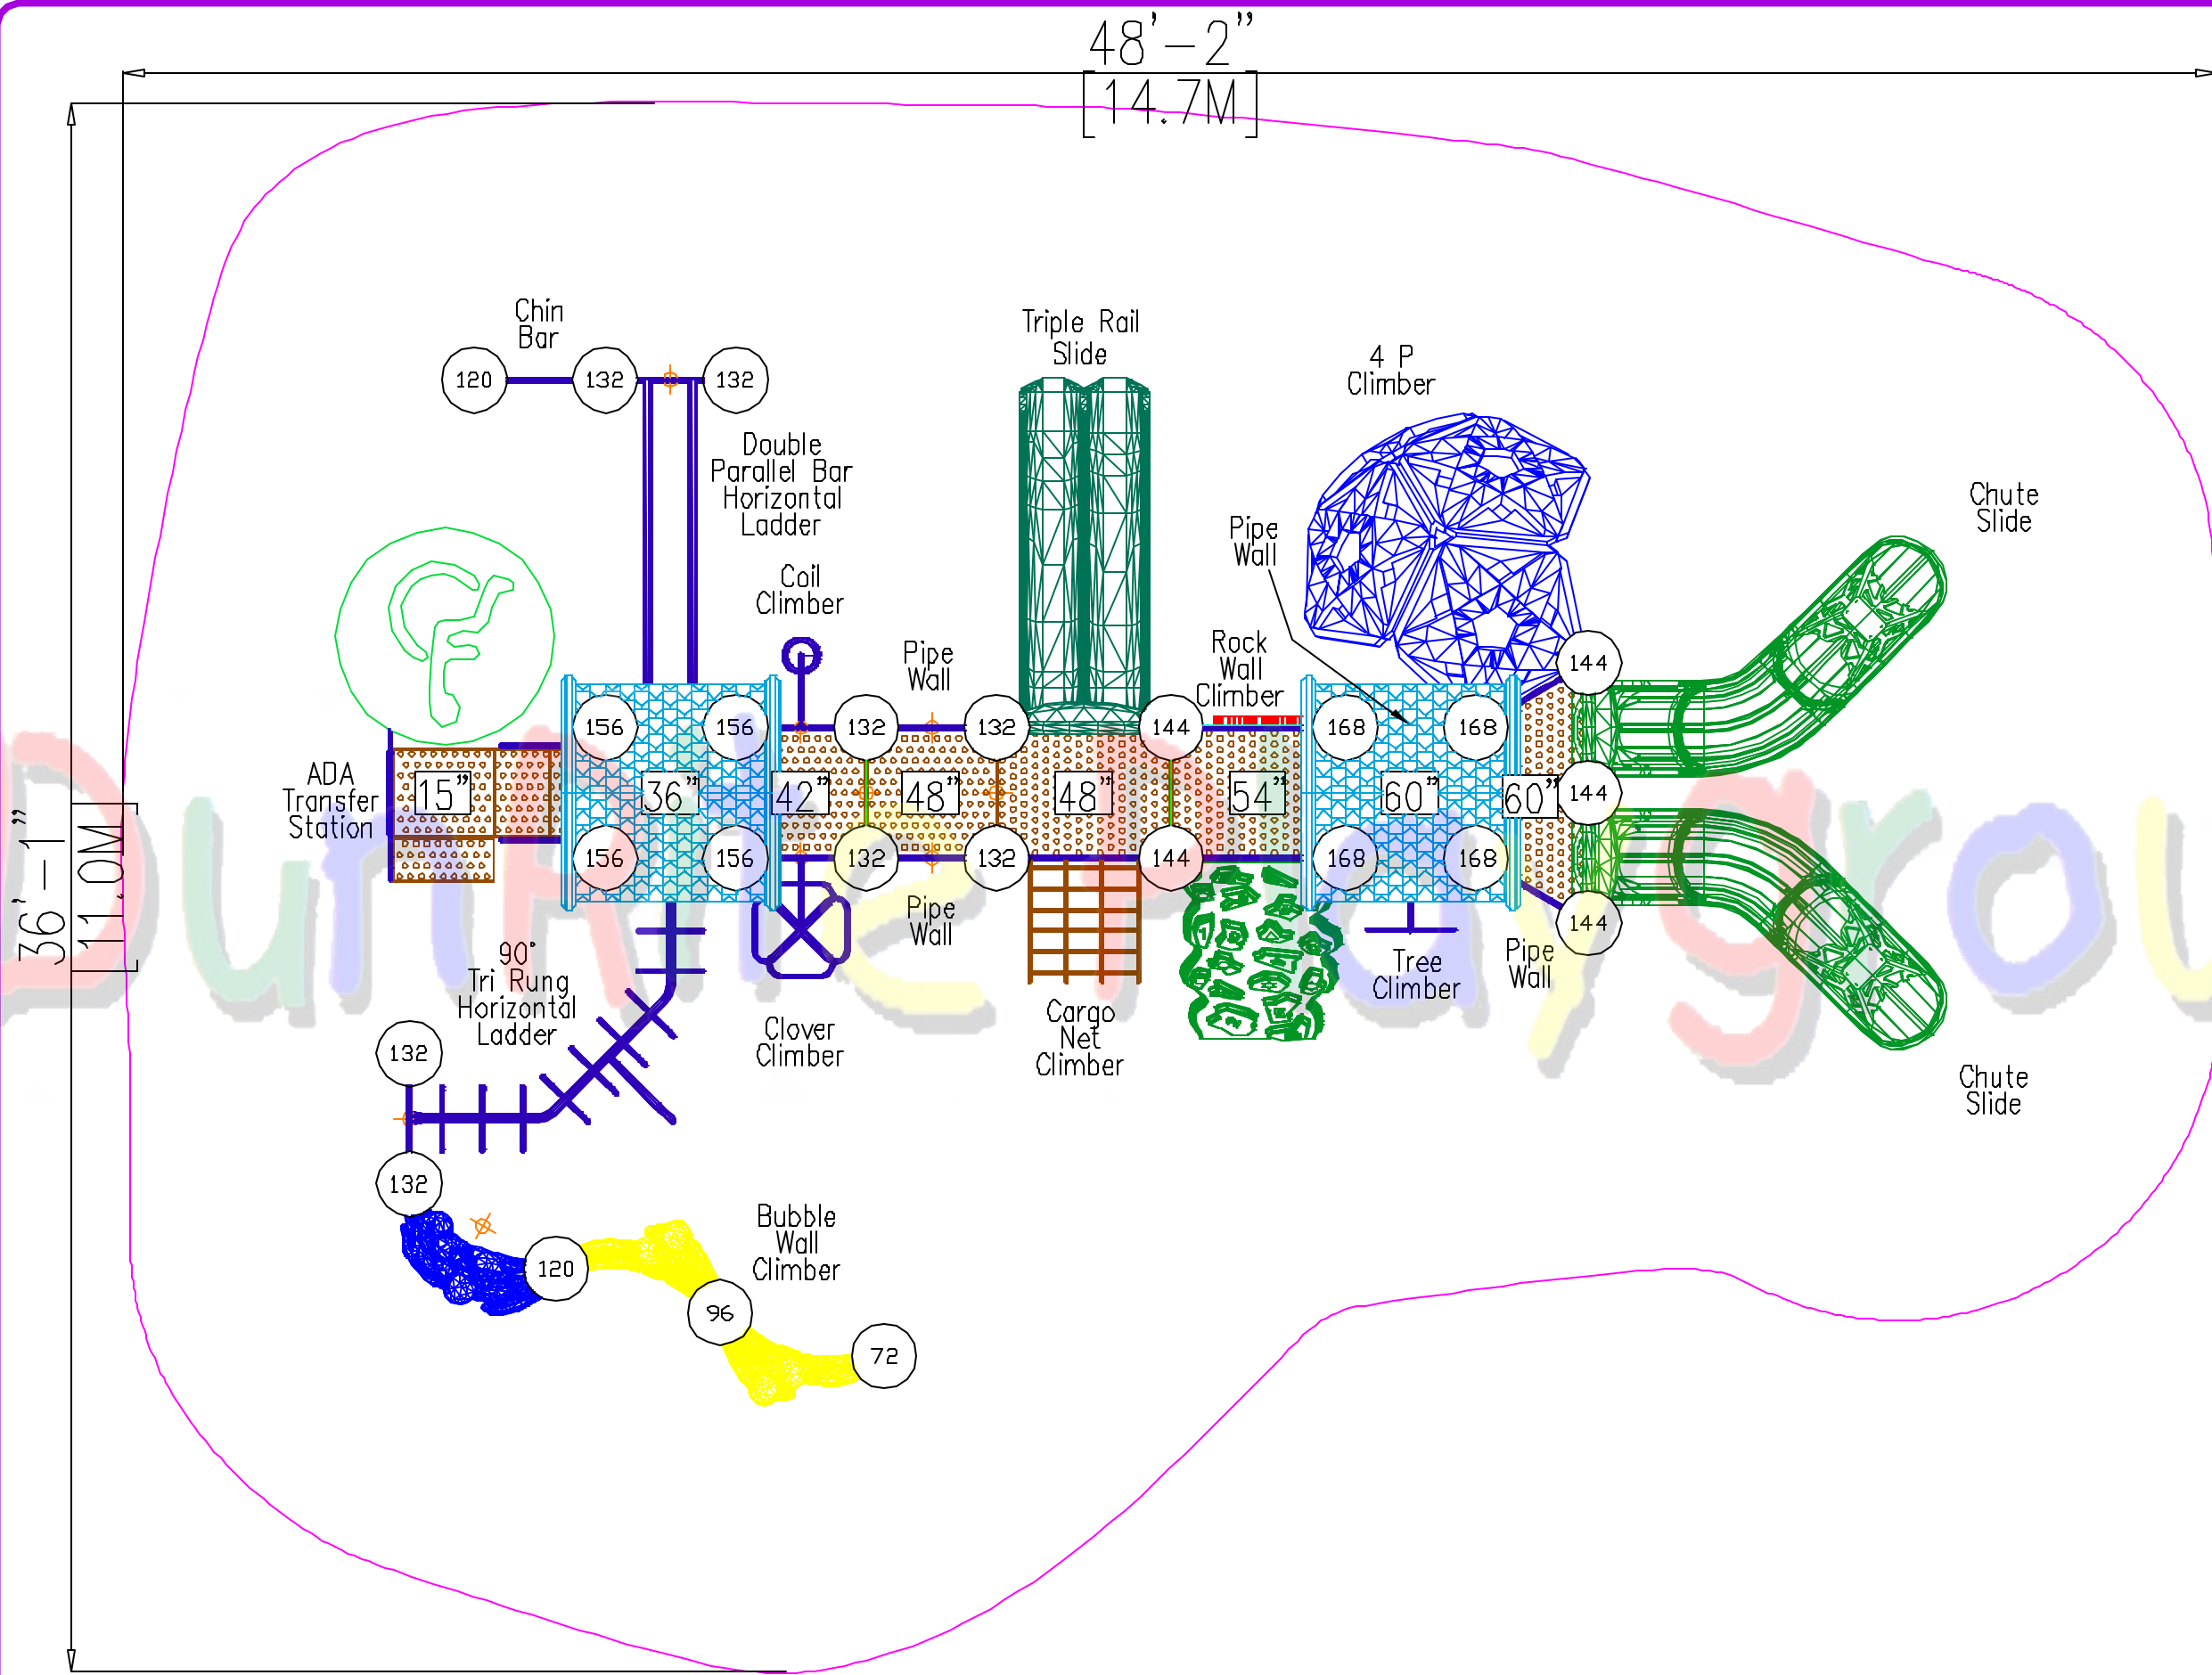 48'-2"
[14.7M]
36'-1"
11.0M
Chin
Bar
120
132
132
Triple Rail
Slide
4 P
Climber
Double
Parallel Bar
Horizontal
Ladder
Chute
Slide
Pipe
Wall
Coil
Climber
Pipe
Wall
Rock
Wall
Climber
144
156
156
132
132
144
168
168
ADA
Transfer
Station
15"
36"
42"
48"
48"
54"
60"
60"
144
156
156
132
132
144
168
168
144
Pipe
Wall
90°
Tri Rung
Horizontal
Ladder
Clover
Climber
Cargo
Net
Climber
Tree
Climber
Pipe
Wall
Chute
Slide
132
132
120
96
72
Bubble
Wall
Climber